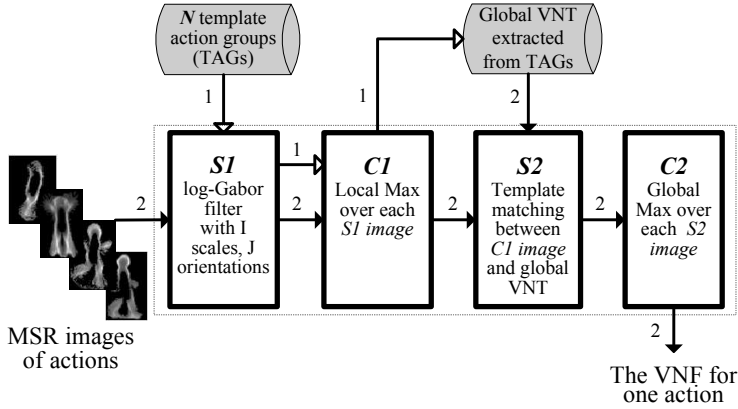 N template
action groups
(TAGs)
Global VNT
extracted
from TAGs
1
1
2
S1
log-Gabor
filter
with I
scales, J
orientations
1
2
C1
Local Max
over each
S1 image
2
S2
Template
matching
between
C1 image
and global
VNT
2
C2
Global
Max over
each S2
image
2
MSR images
of actions
2
The VNF for
one action